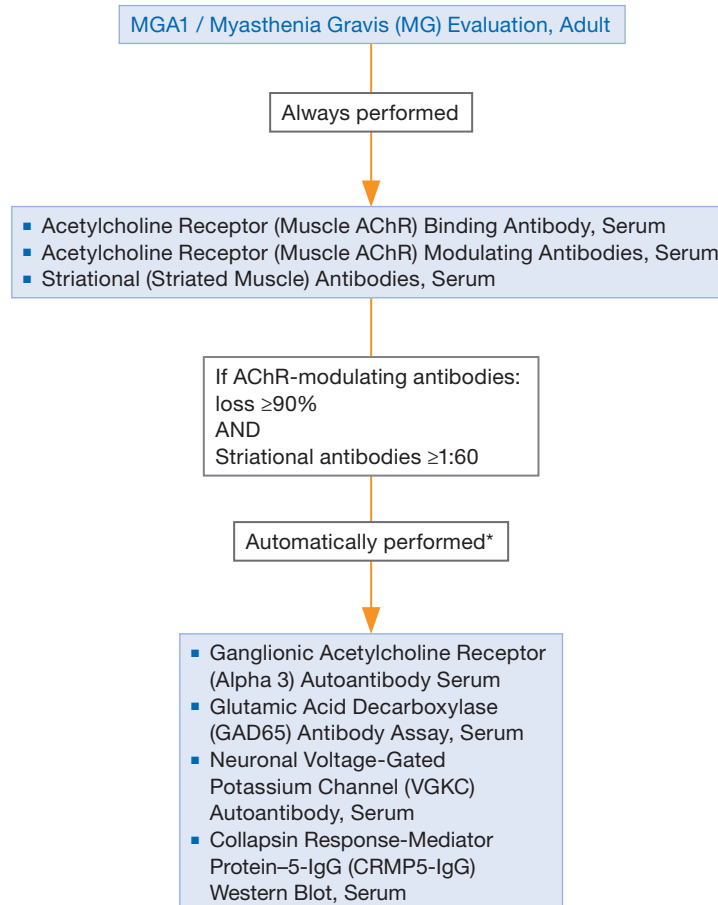 MGA1 / Myasthenia Gravis (MG) Evaluation, Adult
Always performed
▪ Acetylcholine Receptor (Muscle AChR) Binding Antibody, Serum
▪ Acetylcholine Receptor (Muscle AChR) Modulating Antibodies, Serum
▪ Striational (Striated Muscle) Antibodies, Serum
If AChR-modulating antibodies:
loss ≥90%
AND
Striational antibodies ≥1:60
Automatically performed*
▪ Ganglionic Acetylcholine Receptor
(Alpha 3) Autoantibody Serum
▪ Glutamic Acid Decarboxylase
(GAD65) Antibody Assay, Serum
▪ Neuronal Voltage-Gated
Potassium Channel (VGKC)
Autoantibody, Serum
▪ Collapsin Response-Mediator
Protein–5-IgG (CRMP5-IgG)
Western Blot, Serum